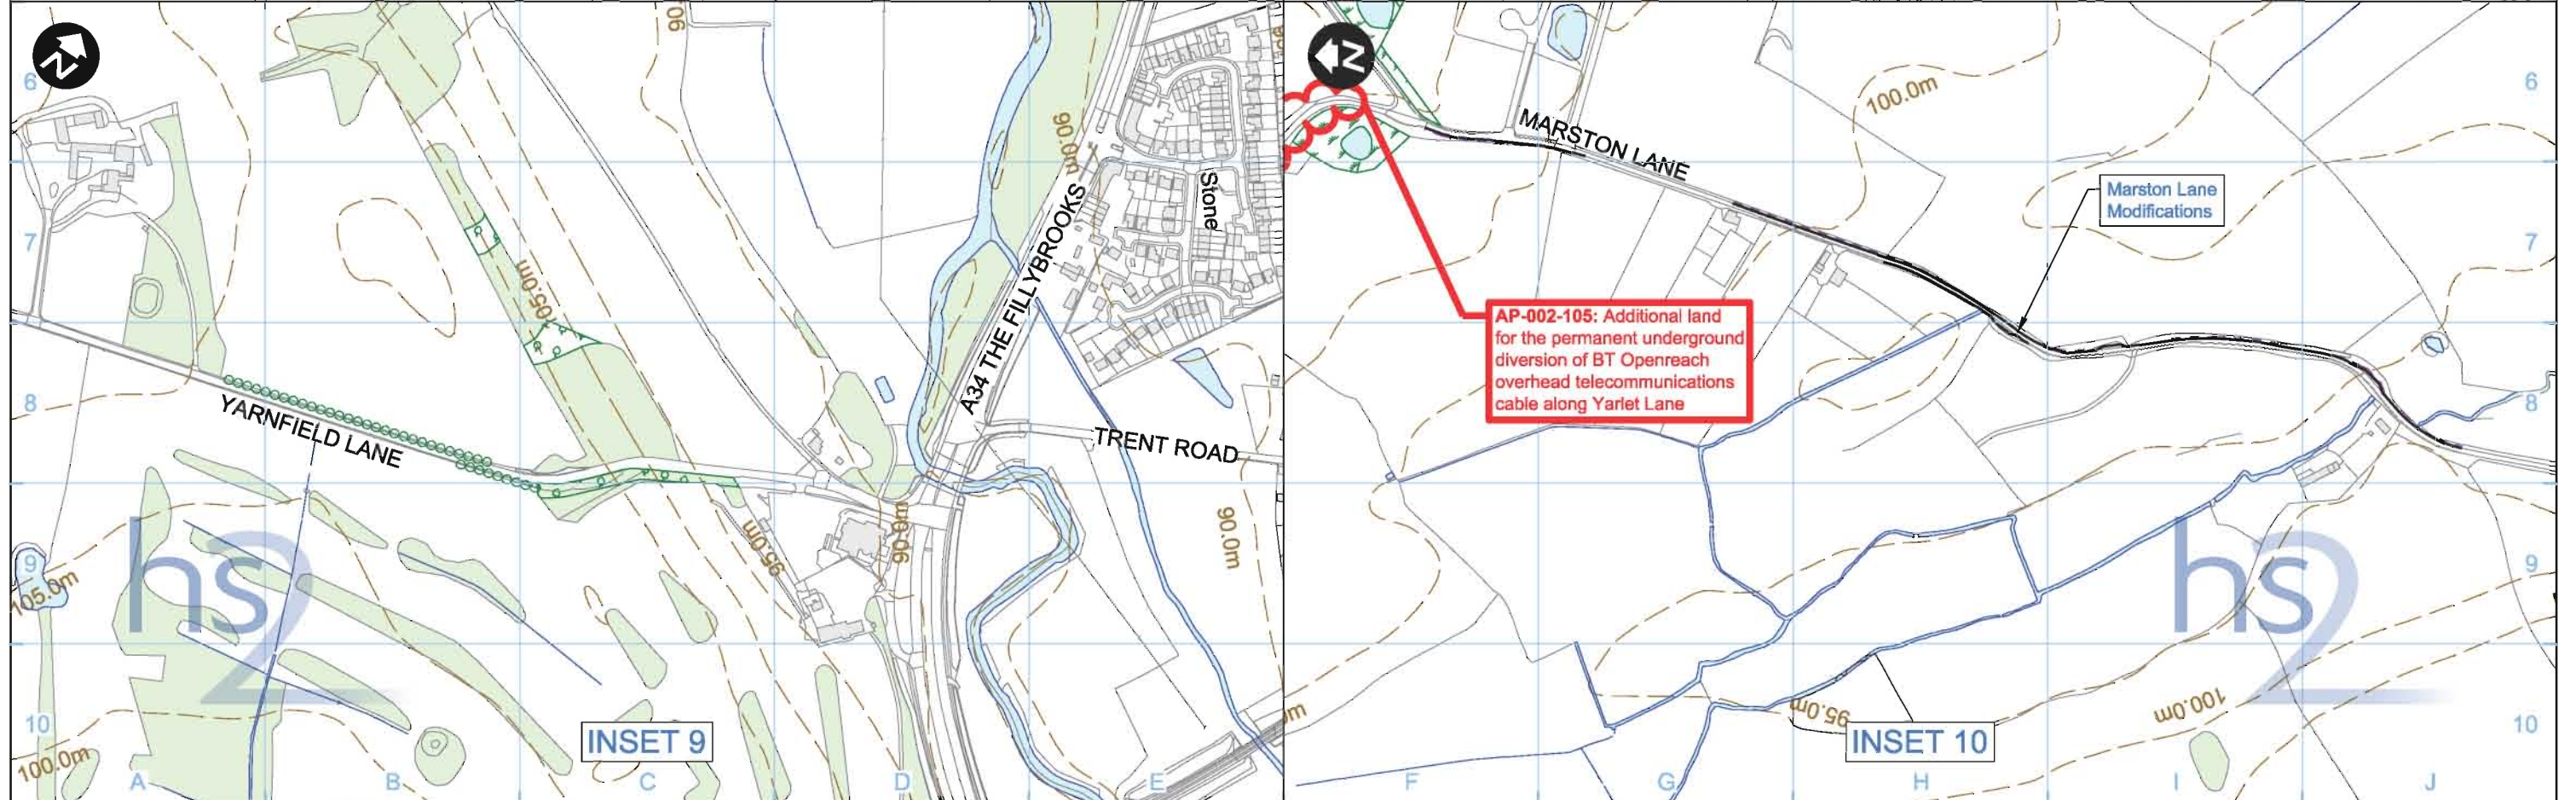 N
N
90
6
6
100.0m
MARSTON LANE
90.0m
Stone
Marston Lane
Modifications
7
7
105.0m
A34 THE FILLYBROOKS
AP-002-105: Additional land
for the permanent underground
diversion of BT Openreach
overhead telecommunications
cable along Yarlet Lane
8
8
YARNFIELD LANE
TRENT ROAD
95.0m
90.0m
90.0m
9
9
105.0m
hs2
hs2
100.0m
95.0m
m
10
10
INSET 9
INSET 10
100.0m
A
B
C
D
E
F
G
H
I
J